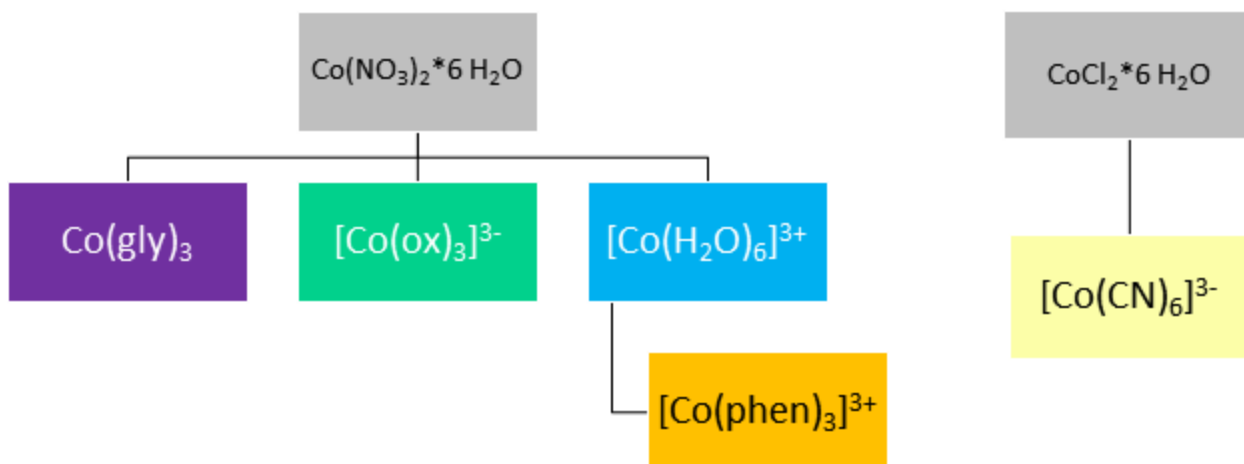 Co(NO₃)₂*6 H₂O
CoCl₂*6 H₂O
Co(gly)₃
[Co(ox)₃]³⁻
[Co(H₂O)₆]³⁺
[Co(CN)₆]³⁻
[Co(phen)₃]³⁺